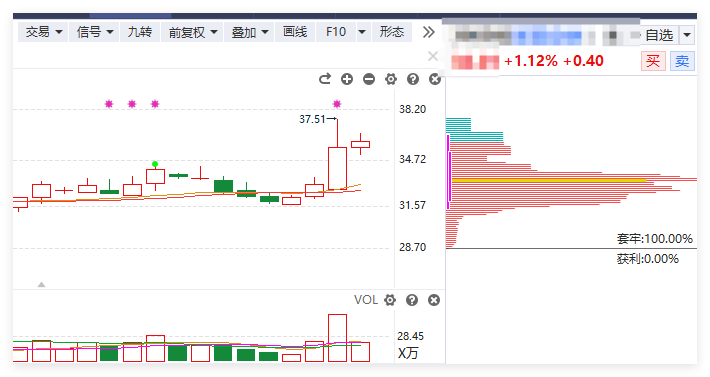 交易 信号 九转 前复权 叠加 画线 F10 形态 自选
+1.12% +0.40 买 卖
38.20
37.51
34.72
31.57
套牢:100.00%
28.70
获利:0.00%
VOL
28.45
X万